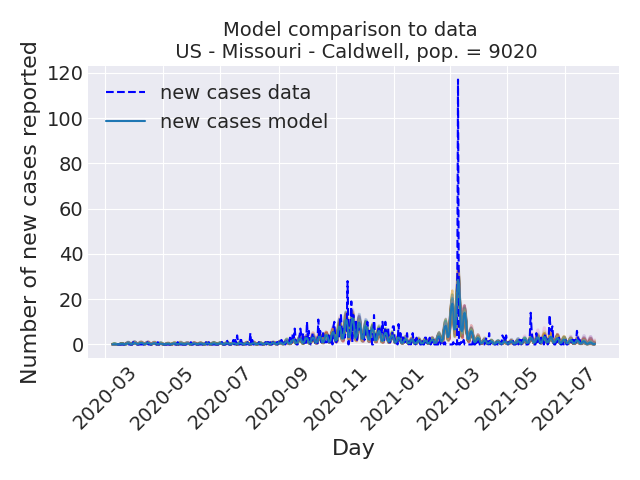 Model comparison to data
US - Missouri - Caldwell, pop. = 9020
Number of new cases reported
120
100
80
60
40
20
0
new cases data
new cases model
2020-03
2020-05
2020-07
2020-09
2020-11
2021-01
2021-03
2021-05
2021-07
Day